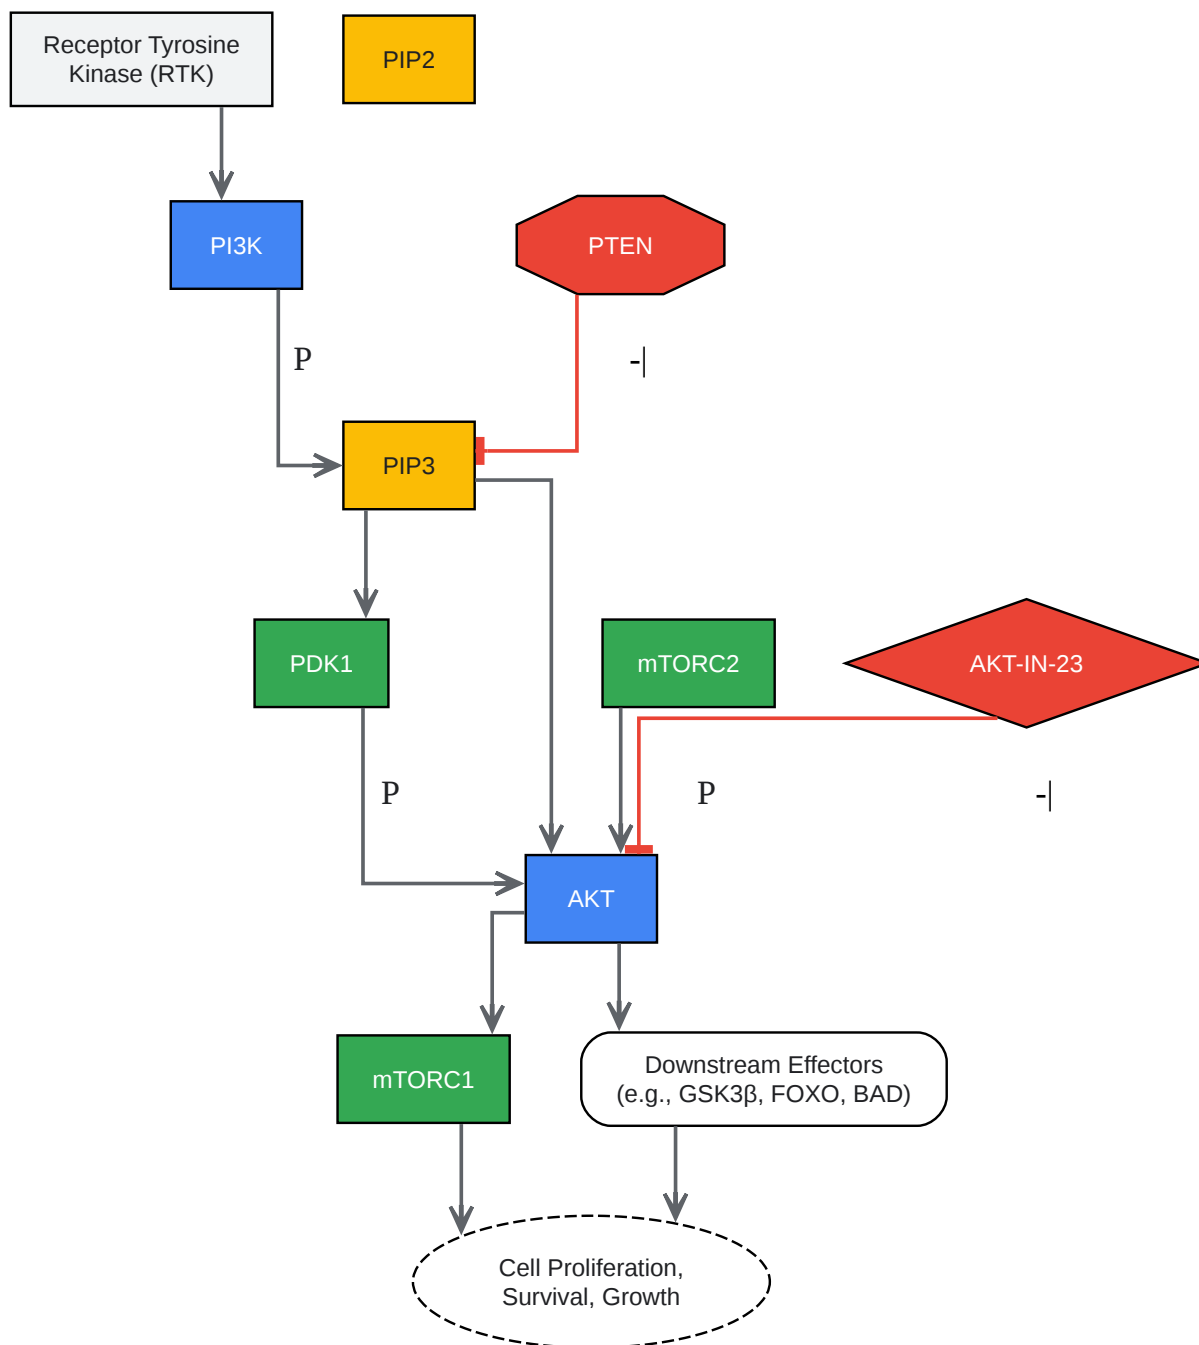 Receptor Tyrosine
Kinase (RTK)
PIP2
PI3K
PTEN
P
-|
PIP3
PDK1
mTORC2
AKT-IN-23
P
P
-|
AKT
mTORC1
Downstream Effectors
(e.g., GSK3β, FOXO, BAD)
Cell Proliferation,
Survival, Growth